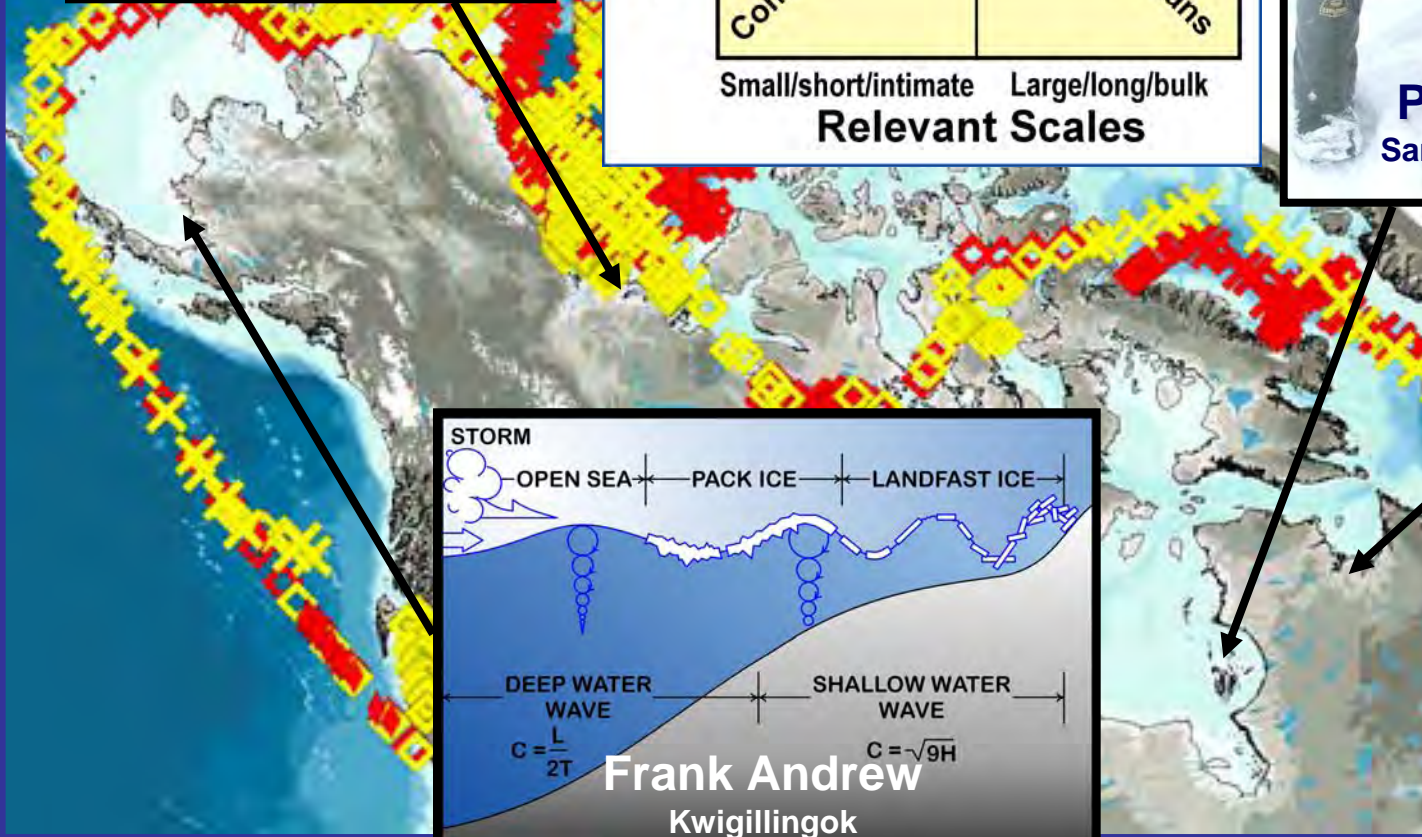 Small/short/intimate Large/long/bulk
Relevant Scales
STORM
OPEN SEA PACK ICE LANDFAST ICE
DEEP WATER WAVE
C = L/2T
SHALLOW WATER WAVE
C = √9H
Frank Andrew
Kwigillingok